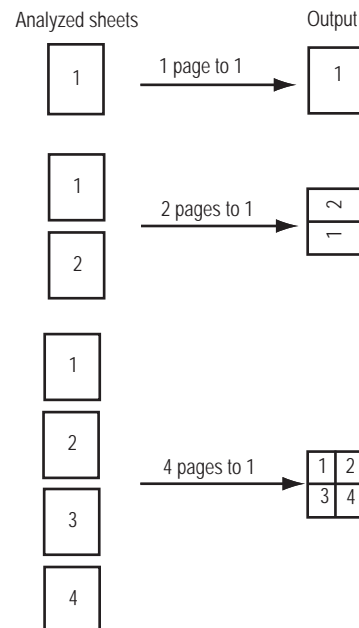 Analyzed sheets Output
1 1 page to 1 1
1
2 pages to 1
2
1
2
1
2
3
4
4 pages to 1
1 2
3 4